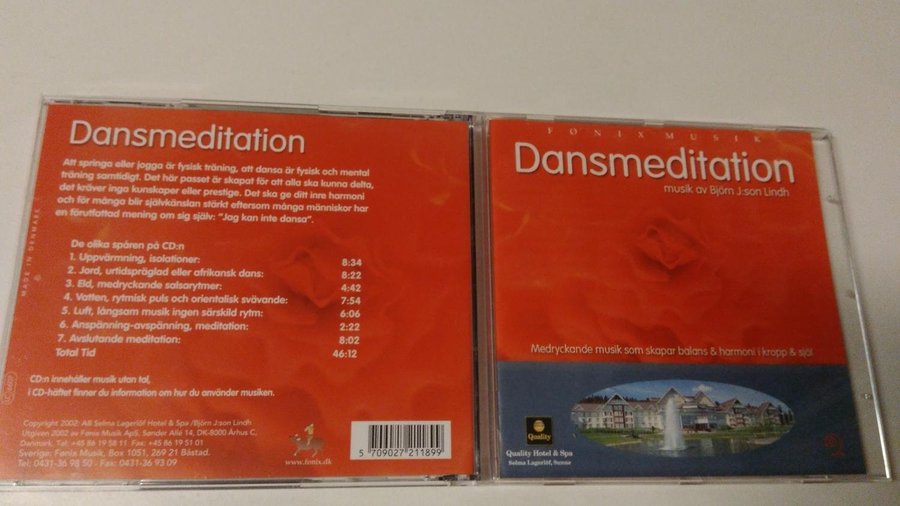 Dansmeditation
Att springa eller jogga är fysisk träning, att dansa är fysisk och mental
träning samtidigt. Det här passet är skapat för att alla ska kunna delta,
det kräver inga kunskaper eller prestige. Det ska ge ditt inre harmoni
och för många blir självkänslan stärkt eftersom många människor har
en förutfattad mening om sig själv: "Jag kan inte dansa".
De olika spåren på CD:n
1. Uppvärmning, isolationer: 8:34
2. Jord, urtidspräglad eller afrikansk dans: 8:22
3. Eld, medryckande salsarytmer: 4:42
4. Vatten, rytmisk puls och orientalisk svävande: 7:54
5. Luft, långsam musik ingen särskild rytm: 6:06
6. Anspänning-avspänning, meditation: 2:22
7. Avslutande meditation: 8:02
Total Tid 46:12
CD:n innehåller musik utan tal,
i CD-häftet finner du information om hur du använder musiken.
Copyright 2002: AB Selma Lagerlöf Hotel & Spa /Björn J:son Lindh
Utgiven 2002 av Fønix Musik ApS, Sønder Allé 14, DK-8000 Århus C,
Danmark. Tel: +45 86 19 58 11. Fax: +45 86 19 51 01
Sverige: Fønix Musik, Box 1051, 269 21 Båstad.
Tel: 0431-36 98 50 - Fax: 0431-36 93 09
www.fonix.dk
5 709027 211899
MADE IN DENMARK
FØNIX MUSIK
Dansmeditation
musik av Björn J:son Lindh
Medryckande musik som skapar balans & harmoni i kropp & själ
Quality
Quality Hotel & Spa
Selma Lagerlöf, Sunne